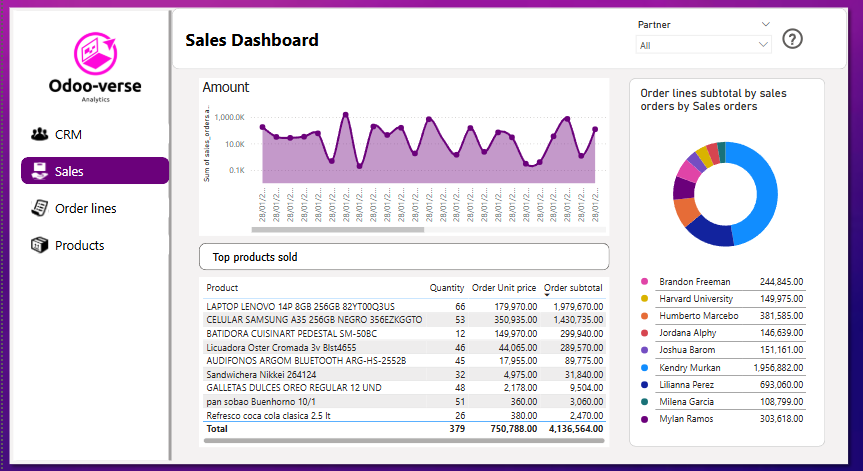 Odoo-verse
Analytics
CRM
Sales
Order lines
Products
Sales Dashboard
Partner
All
?
Amount
Sum of sales_orders.a...
1,000.0K
10.0K
0.1K
28/01/2... 28/01/2... 28/01/2... 28/01/2... 28/01/2... 28/01/2... 28/01/2... 28/01/2... 28/01/2... 28/01/2... 28/01/2... 28/01/2... 28/01/2... 28/01/2... 28/01/2... 28/01/2... 28/01/2... 28/01/2... 28/01/2... 28/01/2... 28/01/2... 28/01/2... 28/01/2... 28/01/2... 28/01/2...
Top products sold
Product Quantity Order Unit price Order subtotal
LAPTOP LENOVO 14P 8GB 256GB 82YT00Q3US 66 179,970.00 1,979,670.00
CELULAR SAMSUNG A35 256GB NEGRO 356EZKGGTO 53 350,935.00 1,430,735.00
BATIDORA CUISINART PEDESTAL SM-50BC 12 149,970.00 299,940.00
Licuadora Oster Cromada 3v Blst4655 46 44,065.00 289,570.00
AUDIFONOS ARGOM BLUETOOTH ARG-HS-2552B 45 17,955.00 89,775.00
Sandwichera Nikkei 264124 32 4,975.00 31,840.00
GALLETAS DULCES OREO REGULAR 12 UND 48 2,178.00 9,504.00
pan sobao Buenhorno 10/1 51 360.00 3,060.00
Refresco coca cola clasica 2.5 lt 26 380.00 2,470.00
Total 379 750,788.00 4,136,564.00
Order lines subtotal by sales
orders by Sales orders
Brandon Freeman 244,845.00
Harvard University 149,975.00
Humberto Marcebo 381,585.00
Jordana Alphy 146,639.00
Joshua Barom 151,161.00
Kendry Murkan 1,956,882.00
Lilianna Perez 693,060.00
Milena Garcia 108,799.00
Mylan Ramos 303,618.00